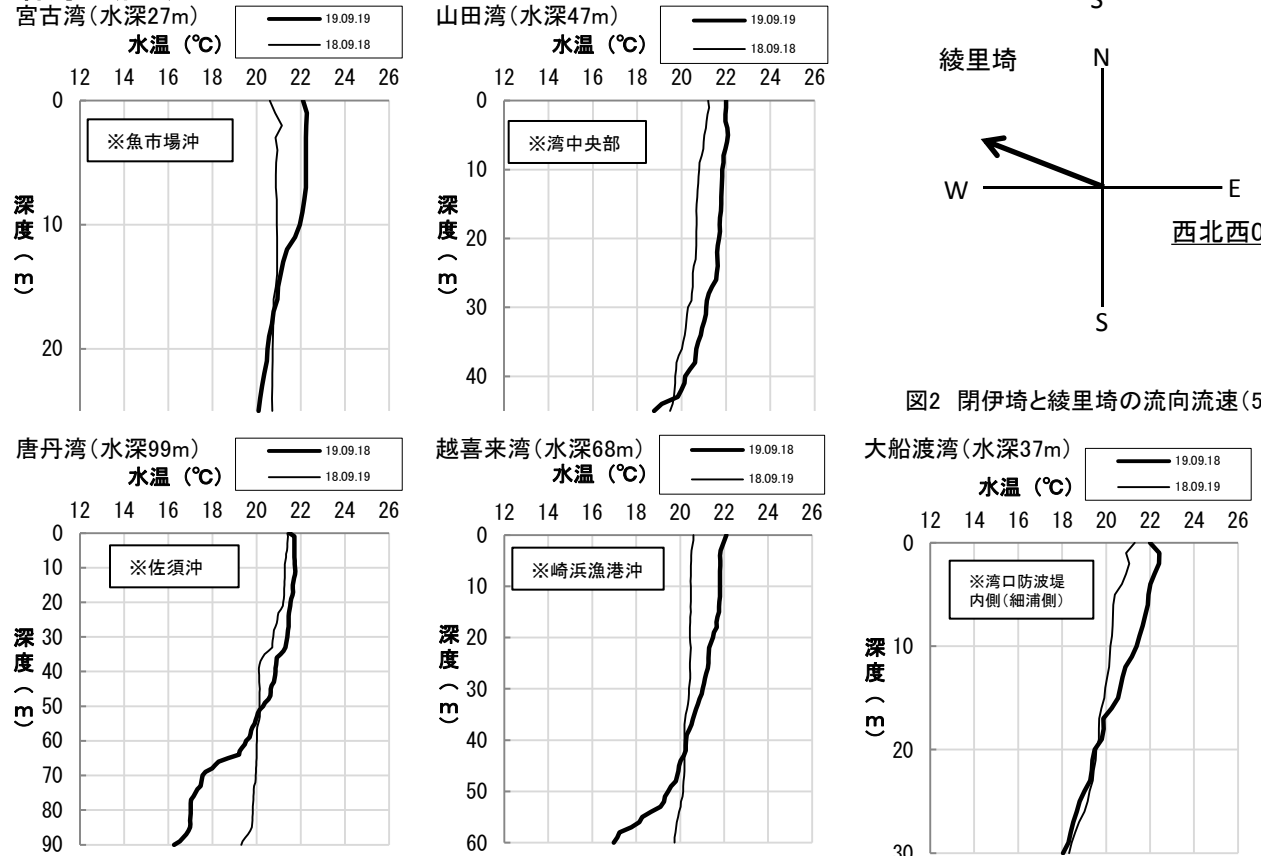 宮古湾（水深27m）
水温（℃）
19.09.19
18.09.18
12 14 16 18 20 22 24 26
0
10
20
深度（m）
※魚市場沖
山田湾（水深47m）
水温（℃）
19.09.19
18.09.18
12 14 16 18 20 22 24 26
0
10
20
30
40
深度（m）
※湾中央部
綾里埼
N
W
E
S
西北西0
図2 閉伊埼と綾里埼の流向流速（5
唐丹湾（水深99m）
水温（℃）
19.09.18
18.09.19
12 14 16 18 20 22 24 26
0
10
20
30
40
50
60
70
80
90
深度（m）
※佐須沖
越喜来湾（水深68m）
水温（℃）
19.09.18
18.09.19
12 14 16 18 20 22 24 26
0
10
20
30
40
50
60
深度（m）
※崎浜漁港沖
大船渡湾（水深37m）
水温（℃）
19.09.18
18.09.19
12 14 16 18 20 22 24 26
0
10
20
30
深度（m）
※湾口防波堤
内側（細浦側）